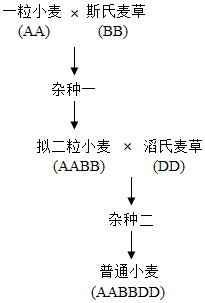 一粒小麦 × 斯氏麦草
(AA) (BB)
杂种一
拟二粒小麦 × 滔氏麦草
(AABB) (DD)
杂种二
普通小麦
(AABBDD)